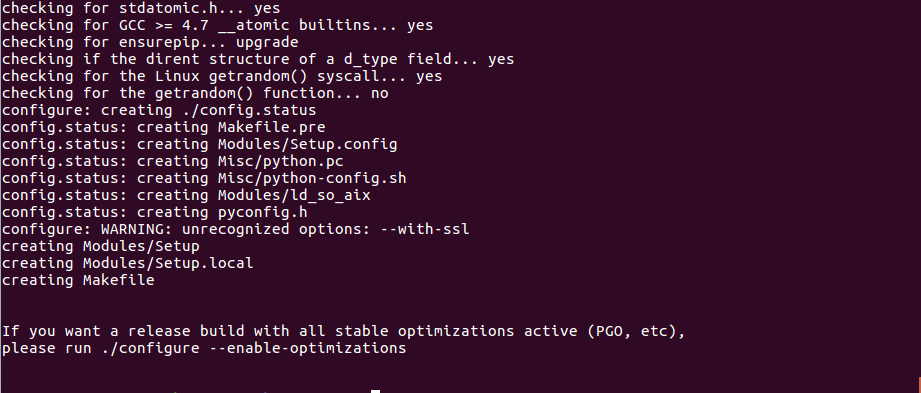 checking for stdatomic.h... yes
checking for GCC >= 4.7 __atomic builtins... yes
checking for ensurepip... upgrade
checking if the dirent structure of a d_type field... yes
checking for the Linux getrandom() syscall... yes
checking for the getrandom() function... no
configure: creating ./config.status
config.status: creating Makefile.pre
config.status: creating Modules/Setup.config
config.status: creating Misc/python.pc
config.status: creating Misc/python-config.sh
config.status: creating Modules/ld_so_aix
config.status: creating pyconfig.h
configure: WARNING: unrecognized options: --with-ssl
creating Modules/Setup
creating Modules/Setup.local
creating Makefile
If you want a release build with all stable optimizations active (PGO, etc),
please run ./configure --enable-optimizations